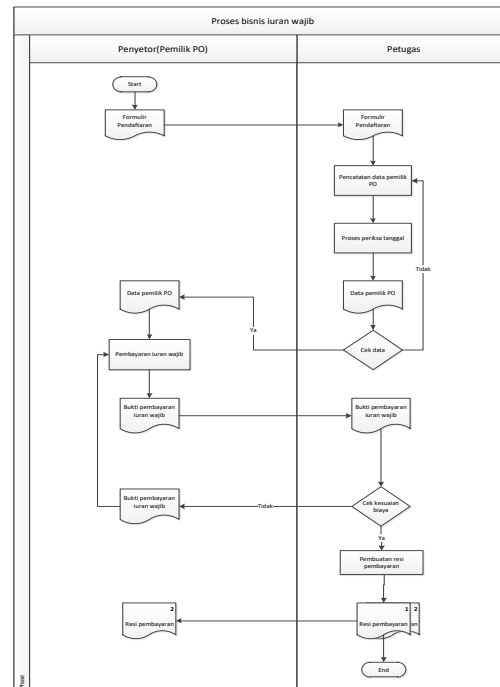 Proses bisnis iuran wajib
Penyetor(Pemilik PO)
Petugas
Start
Formulir
Pendaftaran
Formulir
Pendaftaran
Pencatatan data pemilik
PO
Proses periksa tanggal
Tidak
Data pemilik PO
Data pemilik PO
Ya
Cek data
Pembayaran iuran wajib
Bukti pembayaran
iuran wajib
Bukti pembayaran
iuran wajib
Bukti pembayaran
iuran wajib
Tidak
Cek kesuaian
biaya
Ya
Pembuatan resi
pembayaran
2
Resi pembayaran
1
2
Resi pembayaran
an
End
Phase